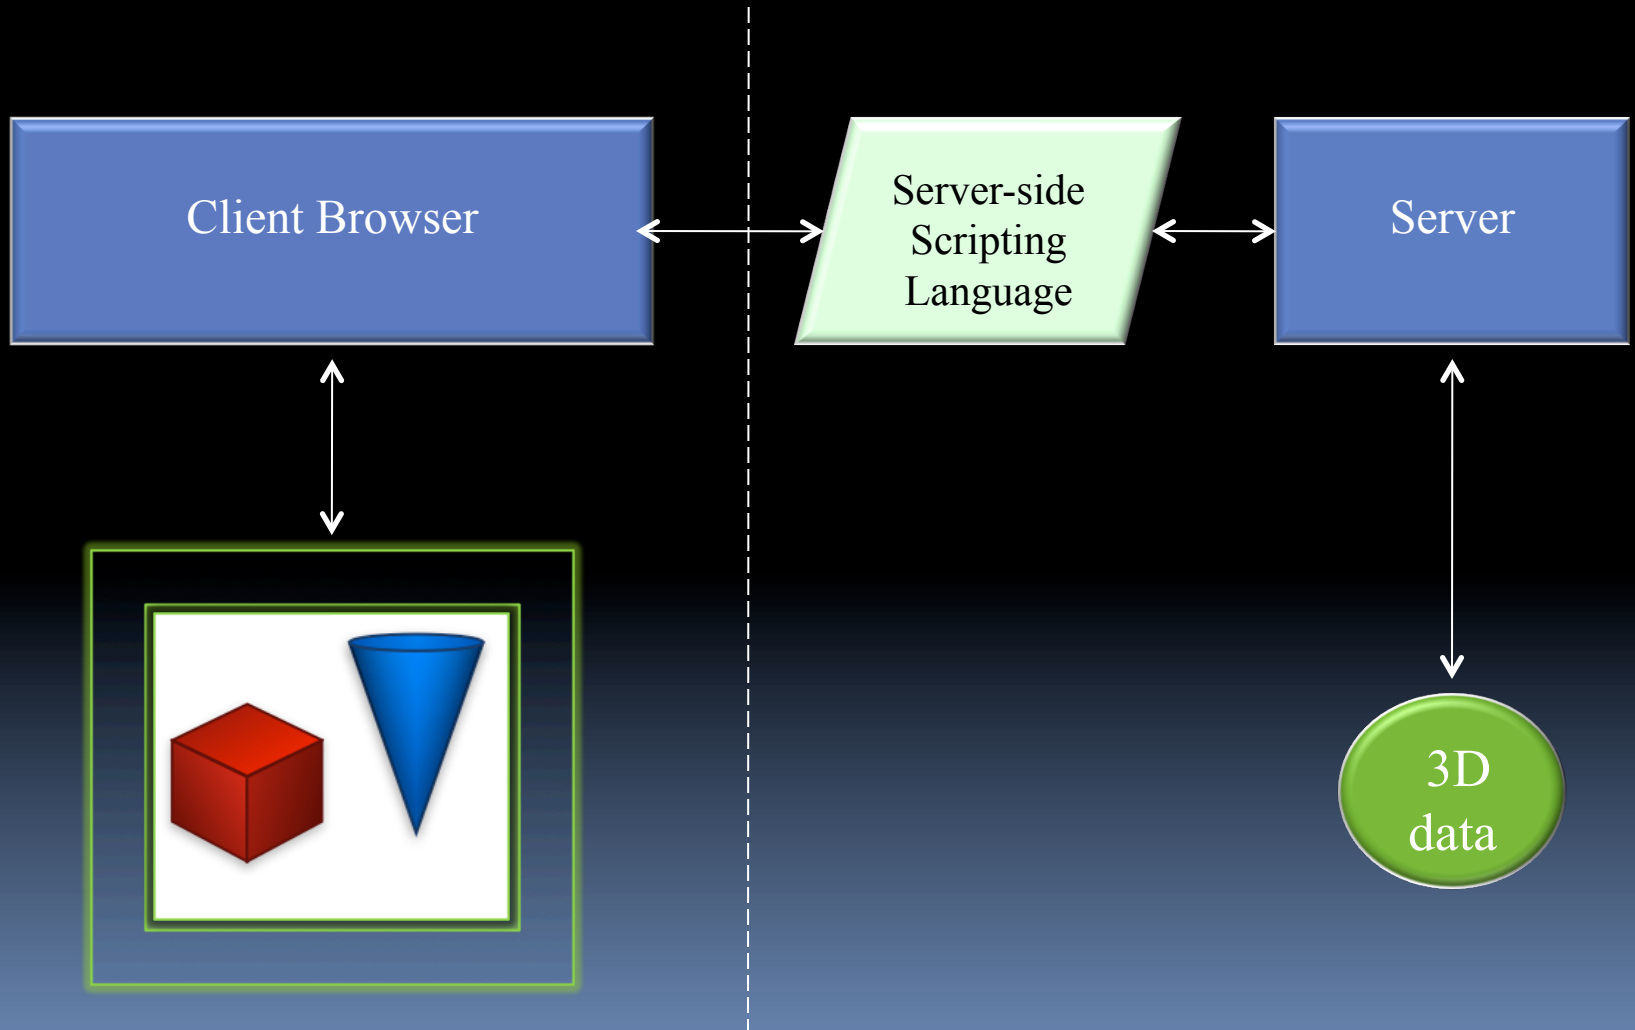 Client Browser
Server-side
Scripting
Language
Server
3D
data